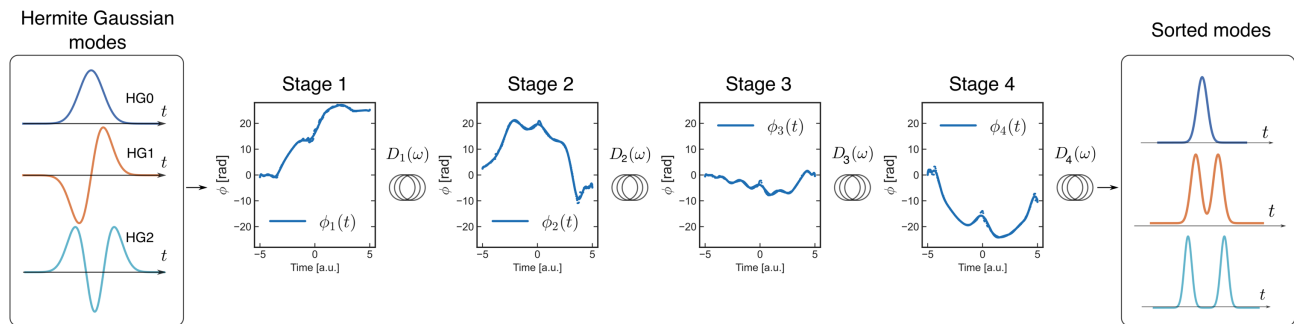 Hermite Gaussian
modes
HG0
t
HG1
t
HG2
t
Stage 1
20
10
0
−10
−20
ϕ [rad]
ϕ₁(t)
−5 0 5
Time [a.u.]
D₁(ω)
Stage 2
20
10
0
−10
−20
ϕ [rad]
ϕ₂(t)
−5 0 5
Time [a.u.]
D₂(ω)
Stage 3
20
10
0
−10
−20
ϕ [rad]
ϕ₃(t)
−5 0 5
Time [a.u.]
D₃(ω)
Stage 4
20
10
0
−10
−20
ϕ [rad]
ϕ₄(t)
−5 0 5
Time [a.u.]
D₄(ω)
Sorted modes
t
t
t